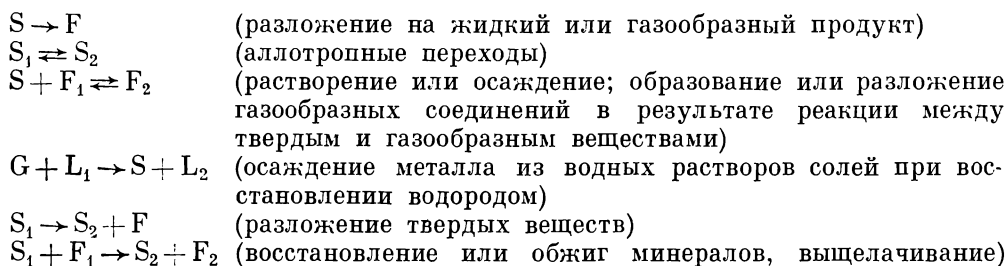 S → F (разложение на жидкий или газообразный продукт)
S₁ ⇄ S₂ (аллотропные переходы)
S + F₁ ⇄ F₂ (растворение или осаждение; образование или разложение
газообразных соединений в результате реакции между
твердым и газообразным веществами)
G + L₁ → S + L₂ (осаждение металла из водных растворов солей при вос-
становлении водородом)
S₁ → S₂ + F (разложение твердых веществ)
S₁ + F₁ → S₂ + F₂ (восстановление или обжиг минералов, выщелачивание)